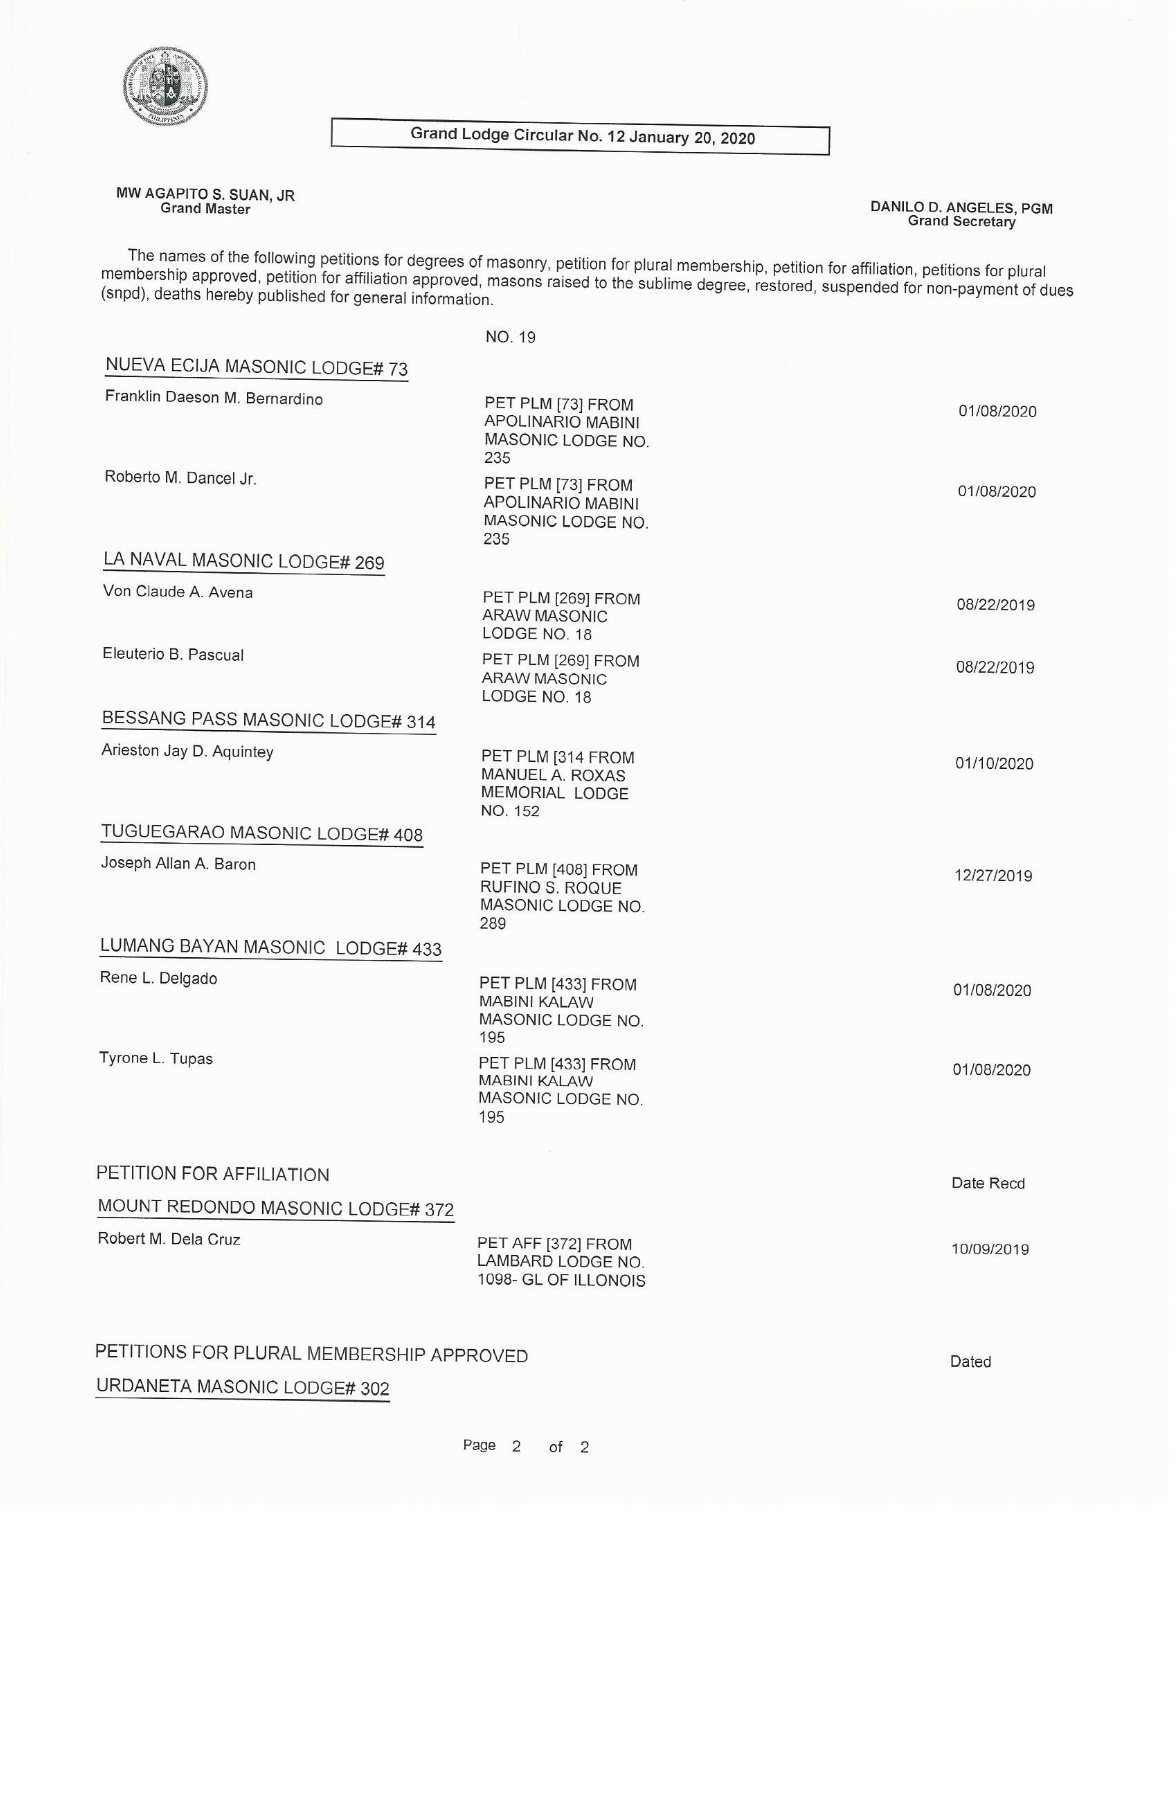 PHILIPPINES
Grand Lodge Circular No. 12 January 20, 2020
MW AGAPITO S. SUAN, JR
Grand Master
DANILO D. ANGELES, PGM
Grand Secretary
The names of the following petitions for degrees of masonry, petition for plural membership, petition for affiliation, petitions for plural
membership approved, petition for affiliation approved, masons raised to the sublime degree, restored, suspended for non-payment of dues
(snpd), deaths hereby published for general information.
NO. 19
NUEVA ECIJA MASONIC LODGE# 73
Franklin Daeson M. Bernardino
PET PLM [73] FROM
APOLINARIO MABINI
MASONIC LODGE NO.
235
01/08/2020
Roberto M. Dancel Jr.
PET PLM [73] FROM
APOLINARIO MABINI
MASONIC LODGE NO.
235
01/08/2020
LA NAVAL MASONIC LODGE# 269
Von Claude A. Avena
PET PLM [269] FROM
ARAW MASONIC
LODGE NO. 18
08/22/2019
Eleuterio B. Pascual
PET PLM [269] FROM
ARAW MASONIC
LODGE NO. 18
08/22/2019
BESSANG PASS MASONIC LODGE# 314
Arieston Jay D. Aquintey
PET PLM [314 FROM
MANUEL A. ROXAS
MEMORIAL LODGE
NO. 152
01/10/2020
TUGUEGARAO MASONIC LODGE# 408
Joseph Allan A. Baron
PET PLM [408] FROM
RUFINO S. ROQUE
MASONIC LODGE NO.
289
12/27/2019
LUMANG BAYAN MASONIC LODGE# 433
Rene L. Delgado
PET PLM [433] FROM
MABINI KALAW
MASONIC LODGE NO.
195
01/08/2020
Tyrone L. Tupas
PET PLM [433] FROM
MABINI KALAW
MASONIC LODGE NO.
195
01/08/2020
PETITION FOR AFFILIATION
Date Recd
MOUNT REDONDO MASONIC LODGE# 372
Robert M. Dela Cruz
PET AFF [372] FROM
LAMBARD LODGE NO.
1098- GL OF ILLONOIS
10/09/2019
PETITIONS FOR PLURAL MEMBERSHIP APPROVED
Dated
URDANETA MASONIC LODGE# 302
Page 2 of 2